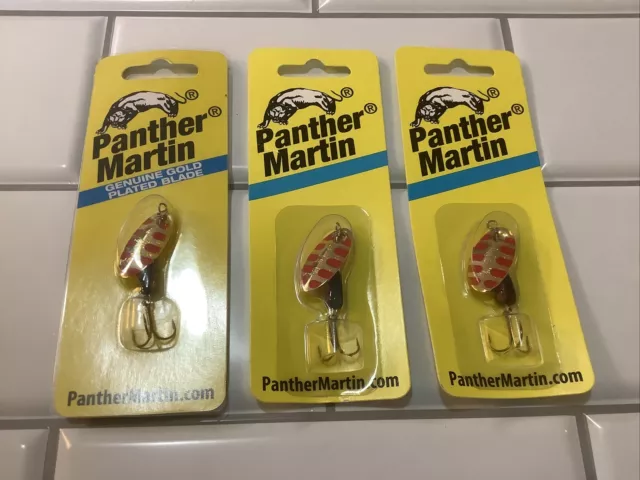 Panther®
Martin
GENUINE GOLD
PLATED BLADE
PantherMartin.com
Panther®
Martin
PantherMartin.com
Panther®
Martin
PantherMartin.com